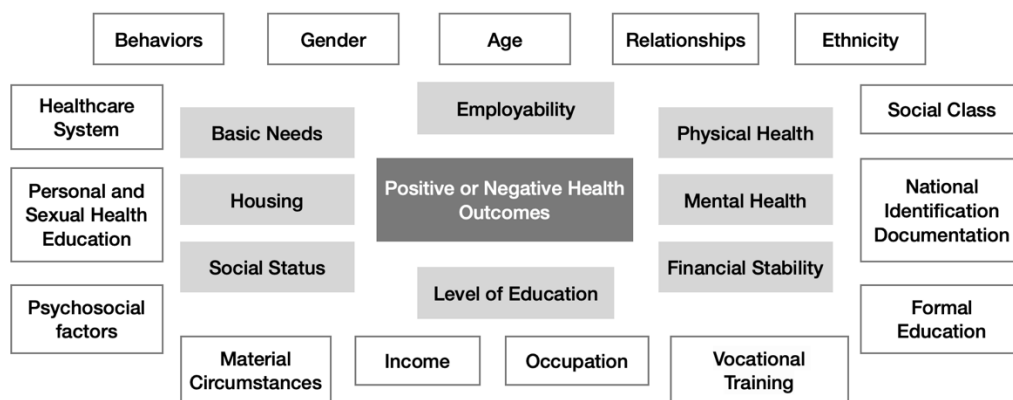 Behaviors
Gender
Age
Relationships
Ethnicity
Healthcare
System
Basic Needs
Employability
Physical Health
Social Class
Personal and
Sexual Health
Education
Housing
Positive or Negative Health
Outcomes
Mental Health
National
Identification
Documentation
Social Status
Level of Education
Financial Stability
Psychosocial
factors
Formal
Education
Material
Circumstances
Income
Occupation
Vocational
Training